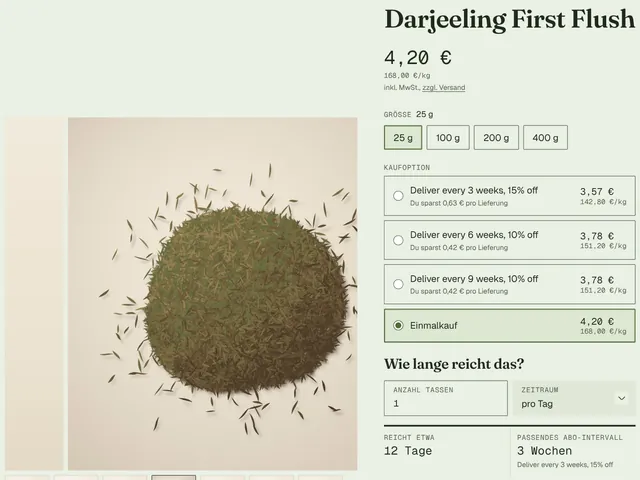 Darjeeling First Flush
4,20 €
168,00 €/kg
inkl. MwSt., zzgl. Versand
GRÖSSE 25 g
25 g 100 g 200 g 400 g
KAUFOPTION
Deliver every 3 weeks, 15% off 3,57 €
Du sparst 0,63 € pro Lieferung 142,80 €/kg
Deliver every 6 weeks, 10% off 3,78 €
Du sparst 0,42 € pro Lieferung 151,20 €/kg
Deliver every 9 weeks, 10% off 3,78 €
Du sparst 0,42 € pro Lieferung 151,20 €/kg
Einmalkauf 4,20 €
168,00 €/kg
Wie lange reicht das?
ANZAHL TASSEN
1
ZEITRAUM
pro Tag
REICHT ETWA
12 Tage
PASSENDES ABO-INTERVALL
3 Wochen
Deliver every 3 weeks, 15% off